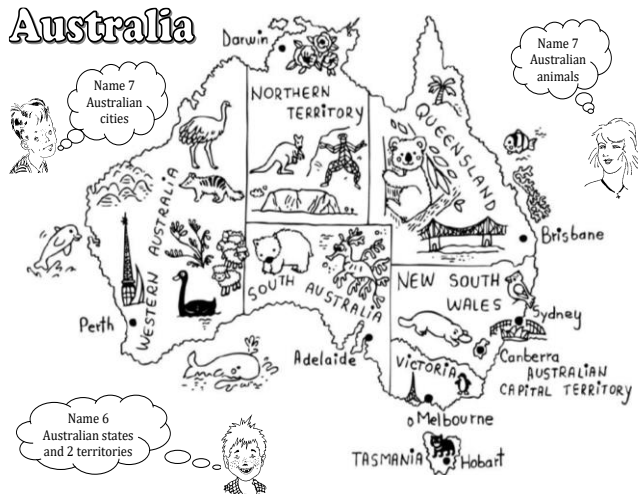 Australia
Darwin
Name 7
Australian
cities
Name 7
Australian
animals
NORTHERN
TERRITORY
QUEENSLAND
WESTERN AUSTRALIA
SOUTH AUSTRALIA
Brisbane
NEW SOUTH
WALES
Sydney
Perth
Adelaide
Canberra
AUSTRALIAN
CAPITAL TERRITORY
VICTORIA
Melbourne
TASMANIA
Hobart
Name 6
Australian states
and 2 territories